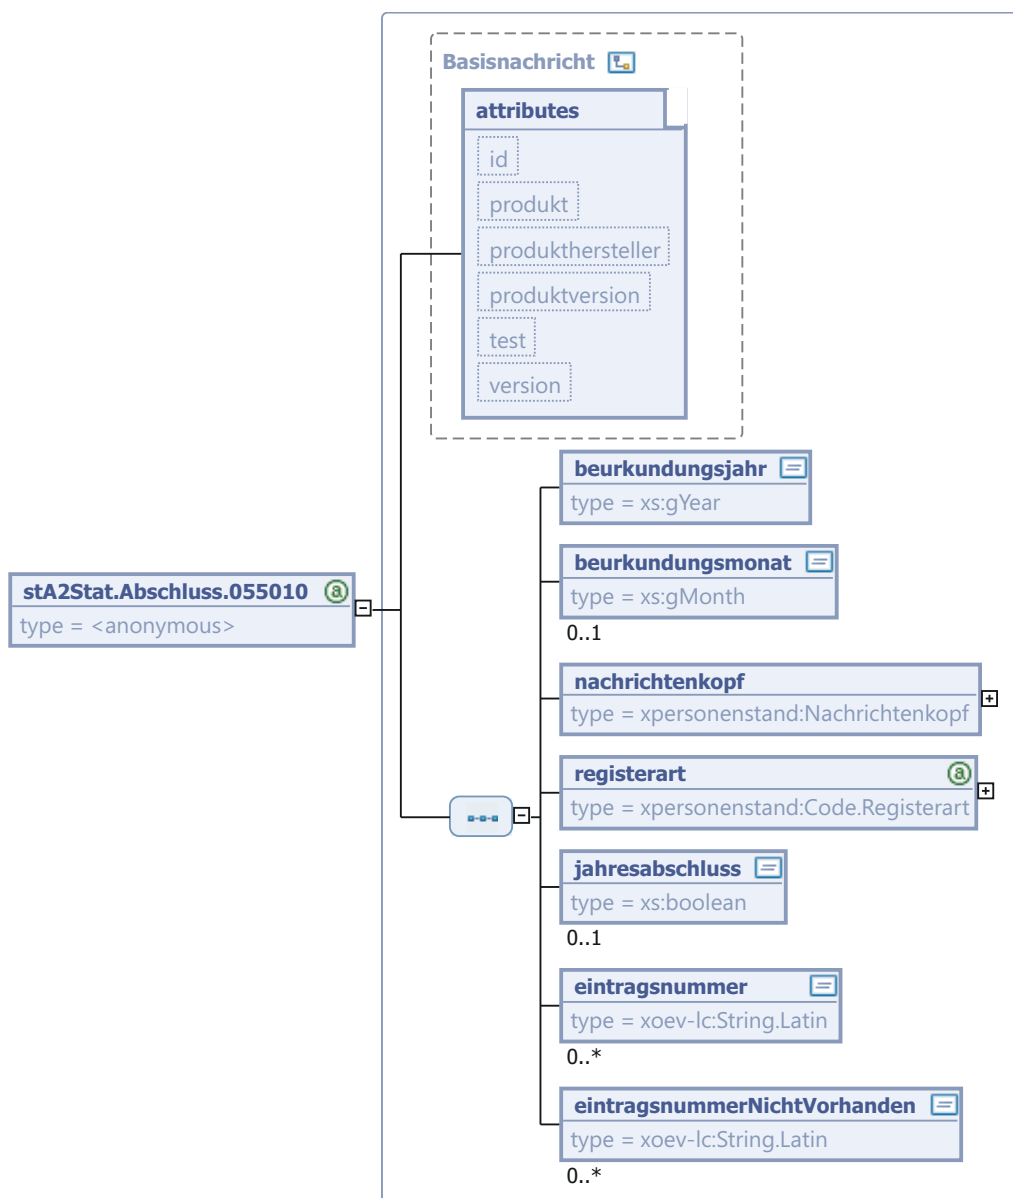 Basisnachricht
attributes
id
produkt
produkthersteller
produktversion
test
version
stA2Stat.Abschluss.055010 a
type = <anonymous>
beurkundungsjahr
type = xs:gYear
beurkundungsmonat
type = xs:gMonth
0..1
nachrichtenkopf
type = xpersonenstand:Nachrichtenkopf
registerart a
type = xpersonenstand:Code.Registerart
jahresabschluss
type = xs:boolean
0..1
eintragsnummer
type = xoev-lc:String.Latin
0..*
eintragsnummerNichtVorhanden
type = xoev-lc:String.Latin
0..*